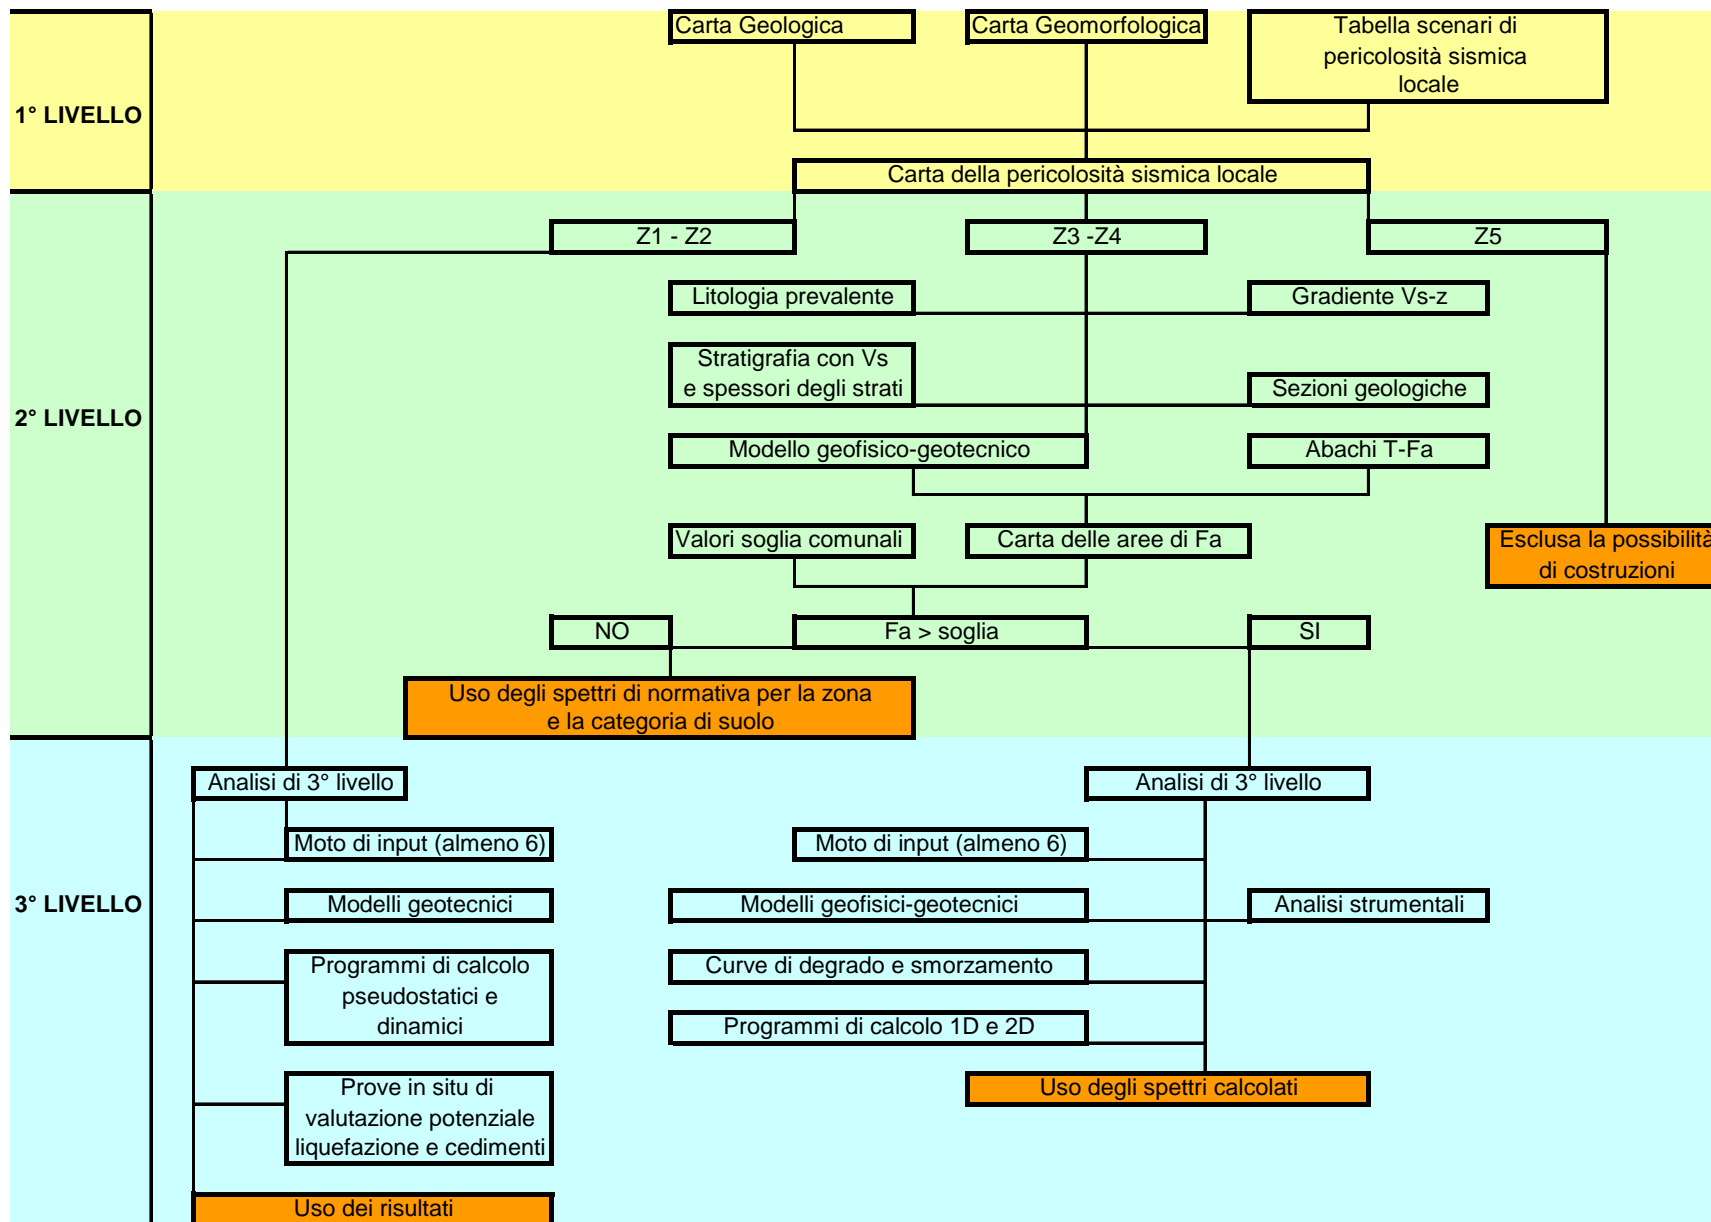 Carta Geologica
Carta Geomorfologica
Tabella scenari di
pericolosità sismica
locale
1° LIVELLO
Carta della pericolosità sismica locale
Z1 - Z2
Z3 -Z4
Z5
Litologia prevalente
Gradiente Vs-z
Stratigrafia con Vs
e spessori degli strati
Sezioni geologiche
2° LIVELLO
Modello geofisico-geotecnico
Abachi T-Fa
Valori soglia comunali
Carta delle aree di Fa
Esclusa la possibilità
di costruzioni
NO
Fa > soglia
SI
Uso degli spettri di normativa per la zona
e la categoria di suolo
Analisi di 3° livello
Analisi di 3° livello
Moto di input (almeno 6)
Moto di input (almeno 6)
3° LIVELLO
Modelli geotecnici
Modelli geofisici-geotecnici
Analisi strumentali
Programmi di calcolo
pseudostatici e
dinamici
Curve di degrado e smorzamento
Programmi di calcolo 1D e 2D
Prove in situ di
valutazione potenziale
liquefazione e cedimenti
Uso degli spettri calcolati
Uso dei risultati